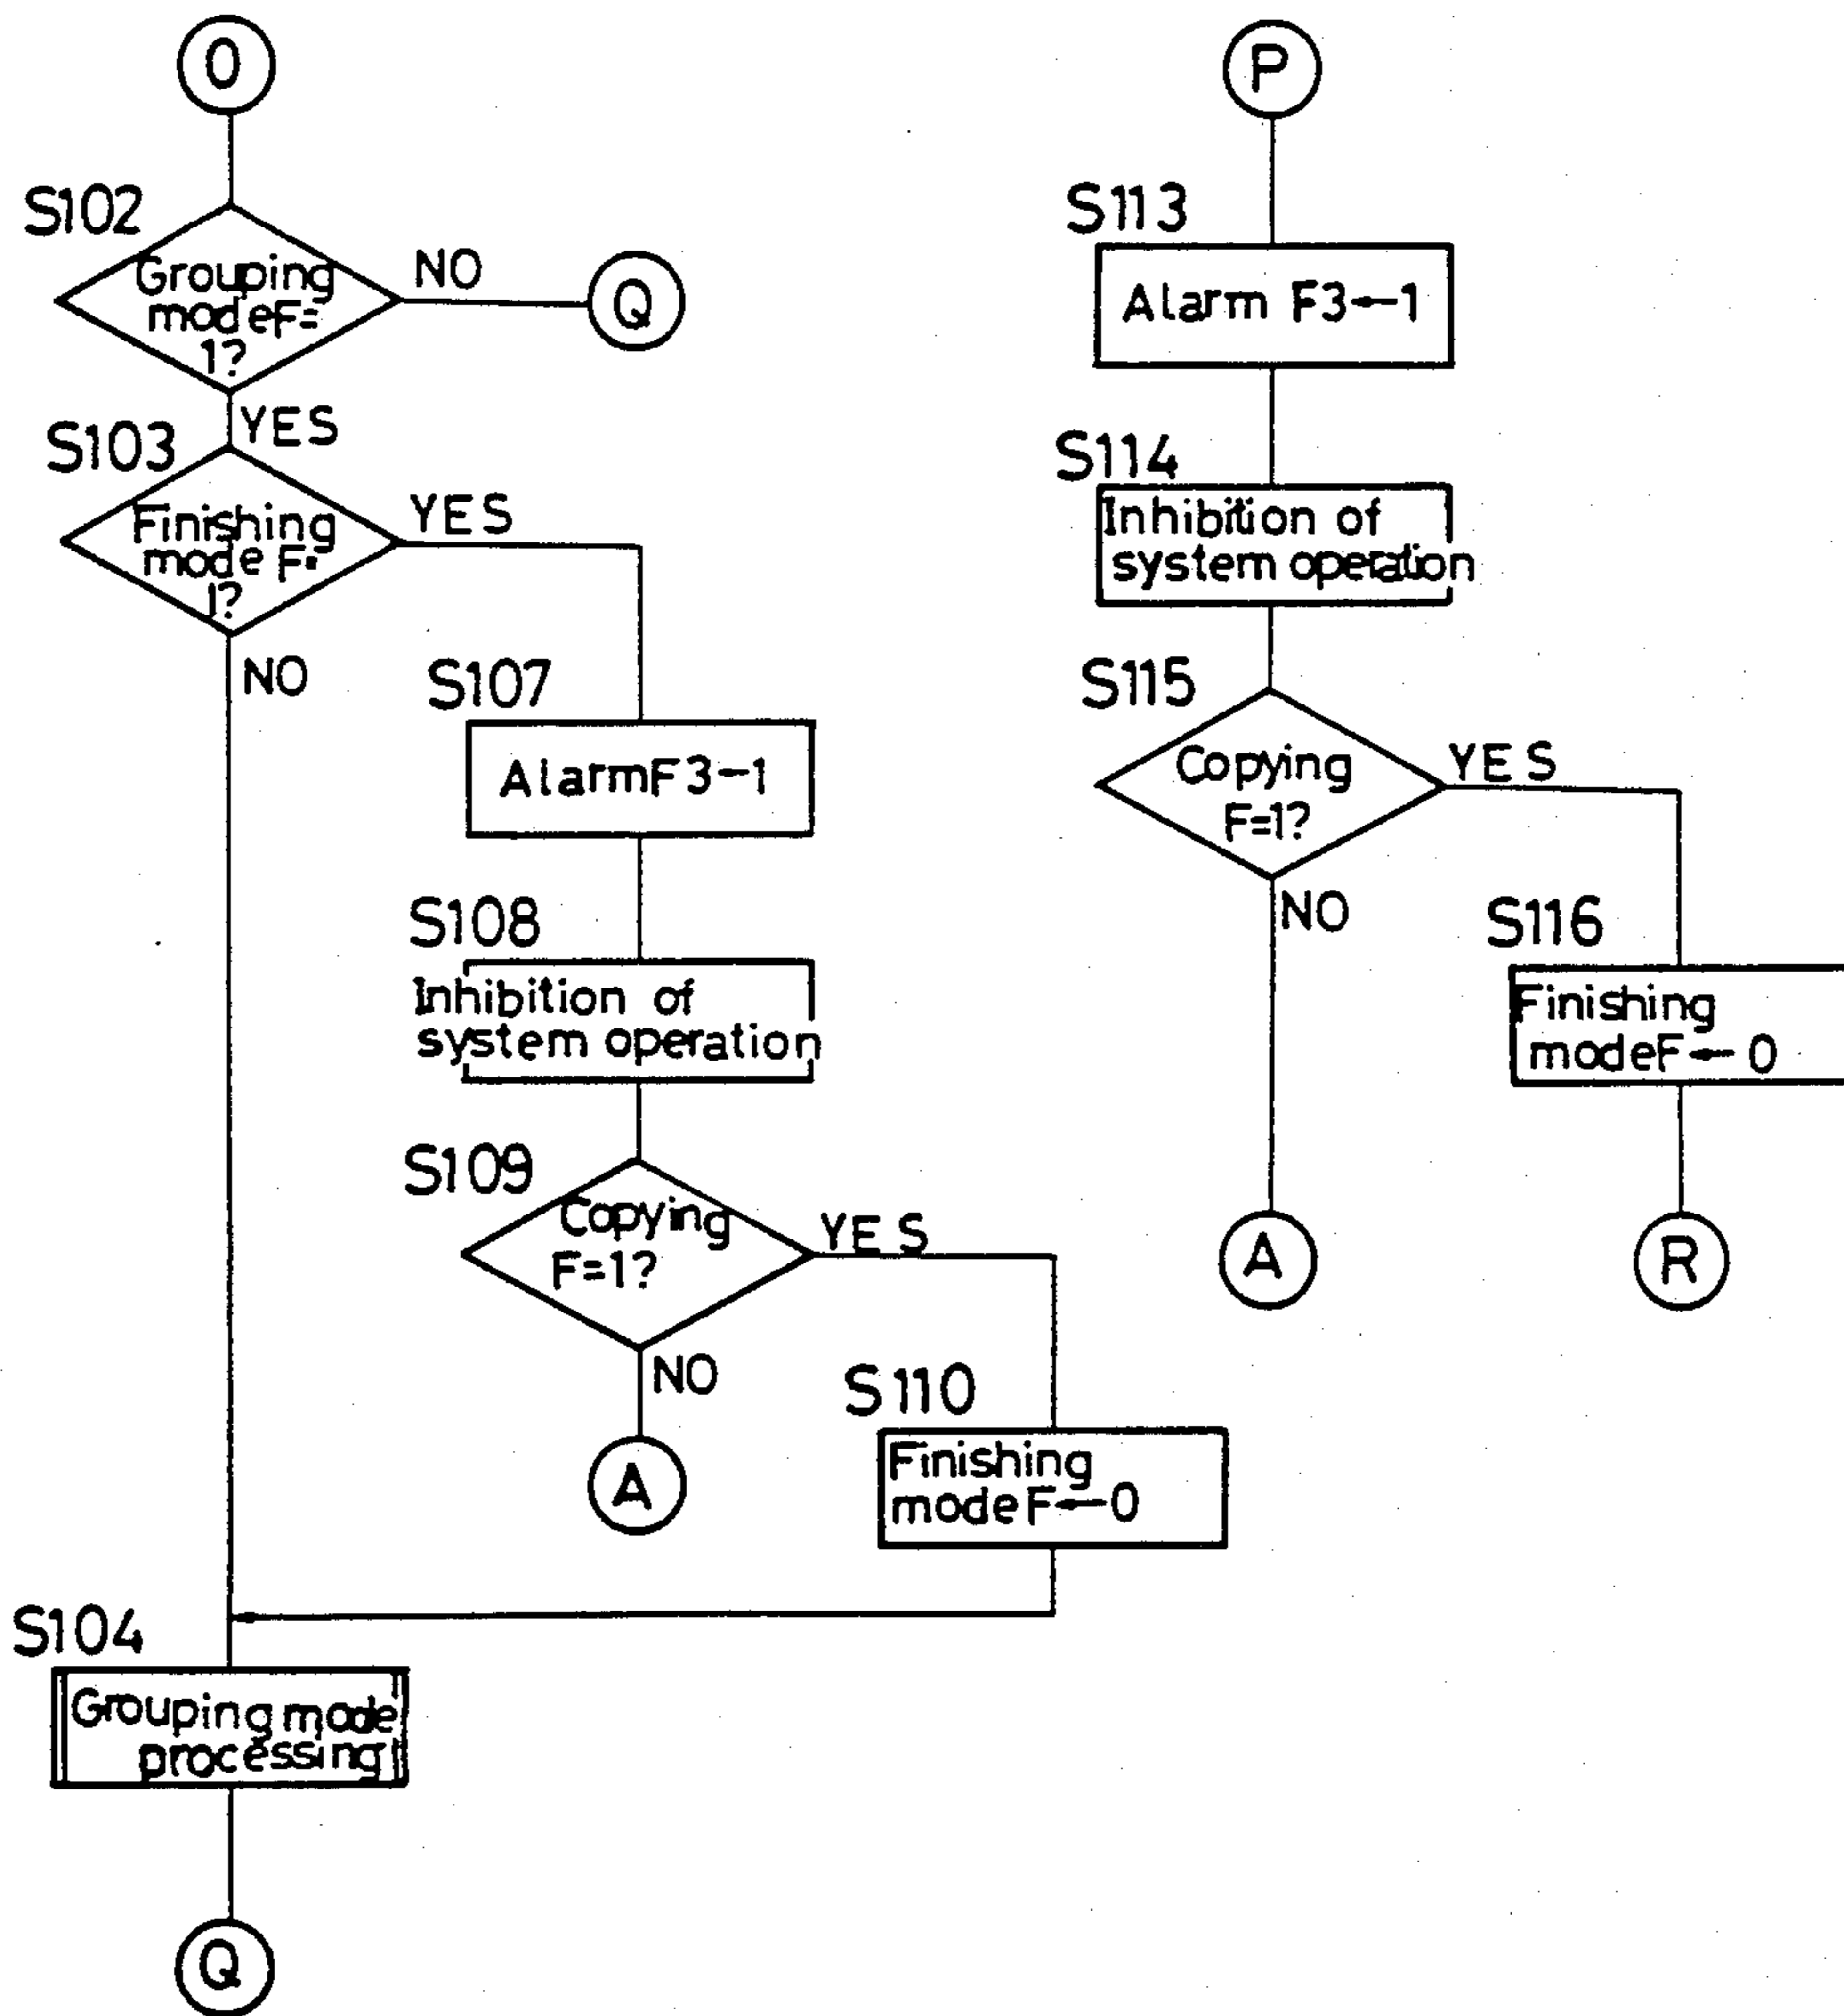 O
S102
Grouping
modeF=
1?
NO
Q
YES
S103
Finishing
mode F=
1?
YES
NO
S107
AlarmF3←1
S108
Inhibition of
system operation
S109
Copying
F=1?
YES
NO
A
S110
Finishing
modeF←0
S104
Grouping mode
processing
Q
P
S113
Alarm F3←1
S114
Inhibition of
system operation
S115
Copying
F=1?
YES
NO
S116
Finishing
modeF←0
A
R